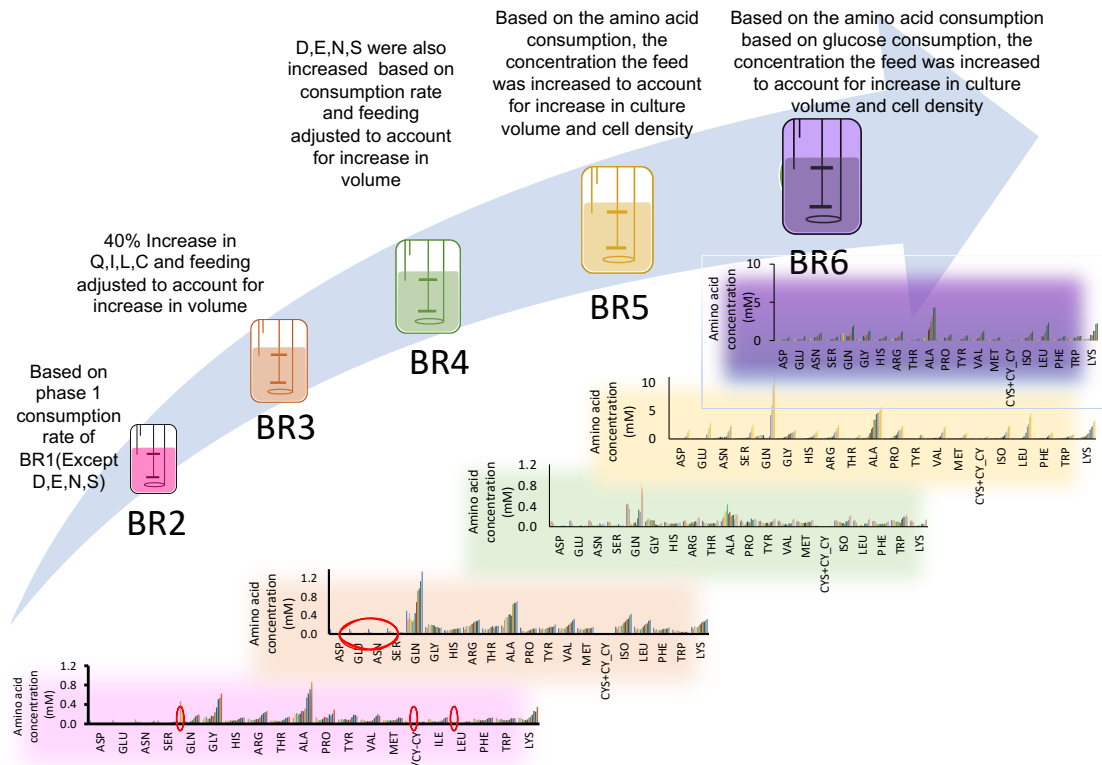 Based on the amino acid
consumption, the
concentration the feed
was increased to account
for increase in culture
volume and cell density
Based on the amino acid consumption
based on glucose consumption, the
concentration the feed was increased
to account for increase in culture
volume and cell density
D,E,N,S were also
increased based on
consumption rate
and feeding
adjusted to account
for increase in
volume
40% Increase in
Q,I,L,C and feeding
adjusted to account for
increase in volume
Based on
phase 1
consumption
rate of
BR1(Except
D,E,N,S)
BR2
BR3
BR4
BR5
BR6
Amino acid
concentration
(mM)
10
5
0
ASP
GLU
ASN
SER
GLN
GLY
HIS
ARG
THR
ALA
PRO
TYR
VAL
MET
CYS+CY_CY
ISO
LEU
PHE
TRP
LYS
Amino acid
concentration
(mM)
10
5
0
ASP
GLU
ASN
SER
GLN
GLY
HIS
ARG
THR
ALA
PRO
TYR
VAL
MET
CYS+CY_CY
ISO
LEU
PHE
TRP
LYS
Amino acid
concentration
(mM)
1.2
0.8
0.4
0.0
ASP
GLU
ASN
SER
GLN
GLY
HIS
ARG
THR
ALA
PRO
TYR
VAL
MET
CYS+CY_CY
ISO
LEU
PHE
TRP
LYS
Amino acid
concentration
(mM)
1.2
0.8
0.4
0.0
ASP
GLU
ASN
SER
GLN
GLY
HIS
ARG
THR
ALA
PRO
TYR
VAL
MET
CYS+CY_CY
ISO
LEU
PHE
TRP
LYS
Amino acid
concentration
(mM)
1.2
0.8
0.4
0.0
ASP
GLU
ASN
SER
GLN
GLY
HIS
ARG
THR
ALA
PRO
TYR
VAL
MET
/CY-CY
ILE
LEU
PHE
TRP
LYS